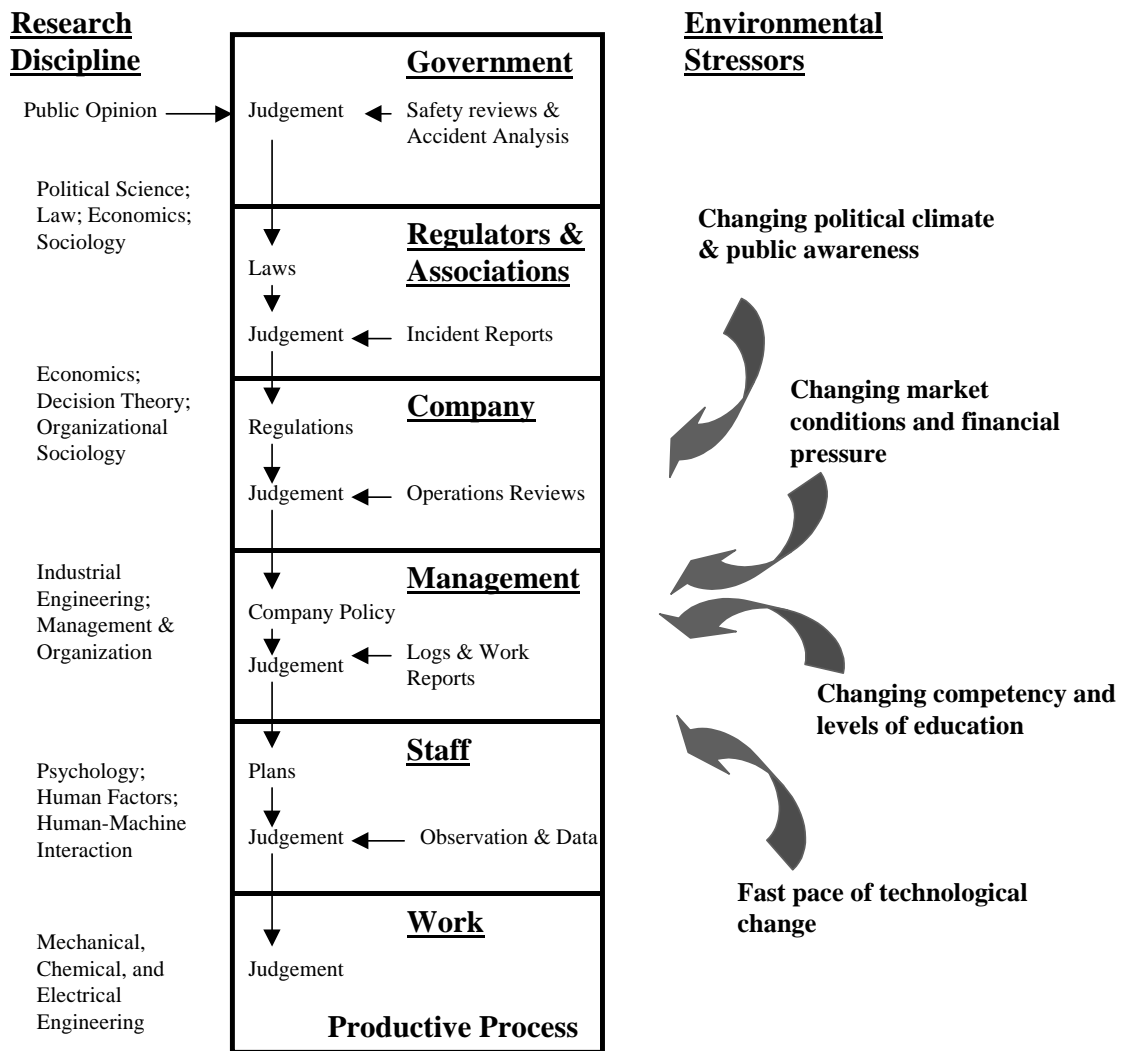 Research
Discipline
Public Opinion
Political Science;
Law; Economics;
Sociology
Economics;
Decision Theory;
Organizational
Sociology
Industrial
Engineering;
Management &
Organization
Psychology;
Human Factors;
Human-Machine
Interaction
Mechanical,
Chemical, and
Electrical
Engineering
Government
Judgement
Safety reviews &
Accident Analysis
Regulators &
Associations
Laws
Judgement
Incident Reports
Company
Regulations
Judgement
Operations Reviews
Management
Company Policy
Judgement
Logs & Work
Reports
Staff
Plans
Judgement
Observation & Data
Work
Judgement
Productive Process
Environmental
Stressors
Changing political climate
& public awareness
Changing market
conditions and financial
pressure
Changing competency and
levels of education
Fast pace of technological
change